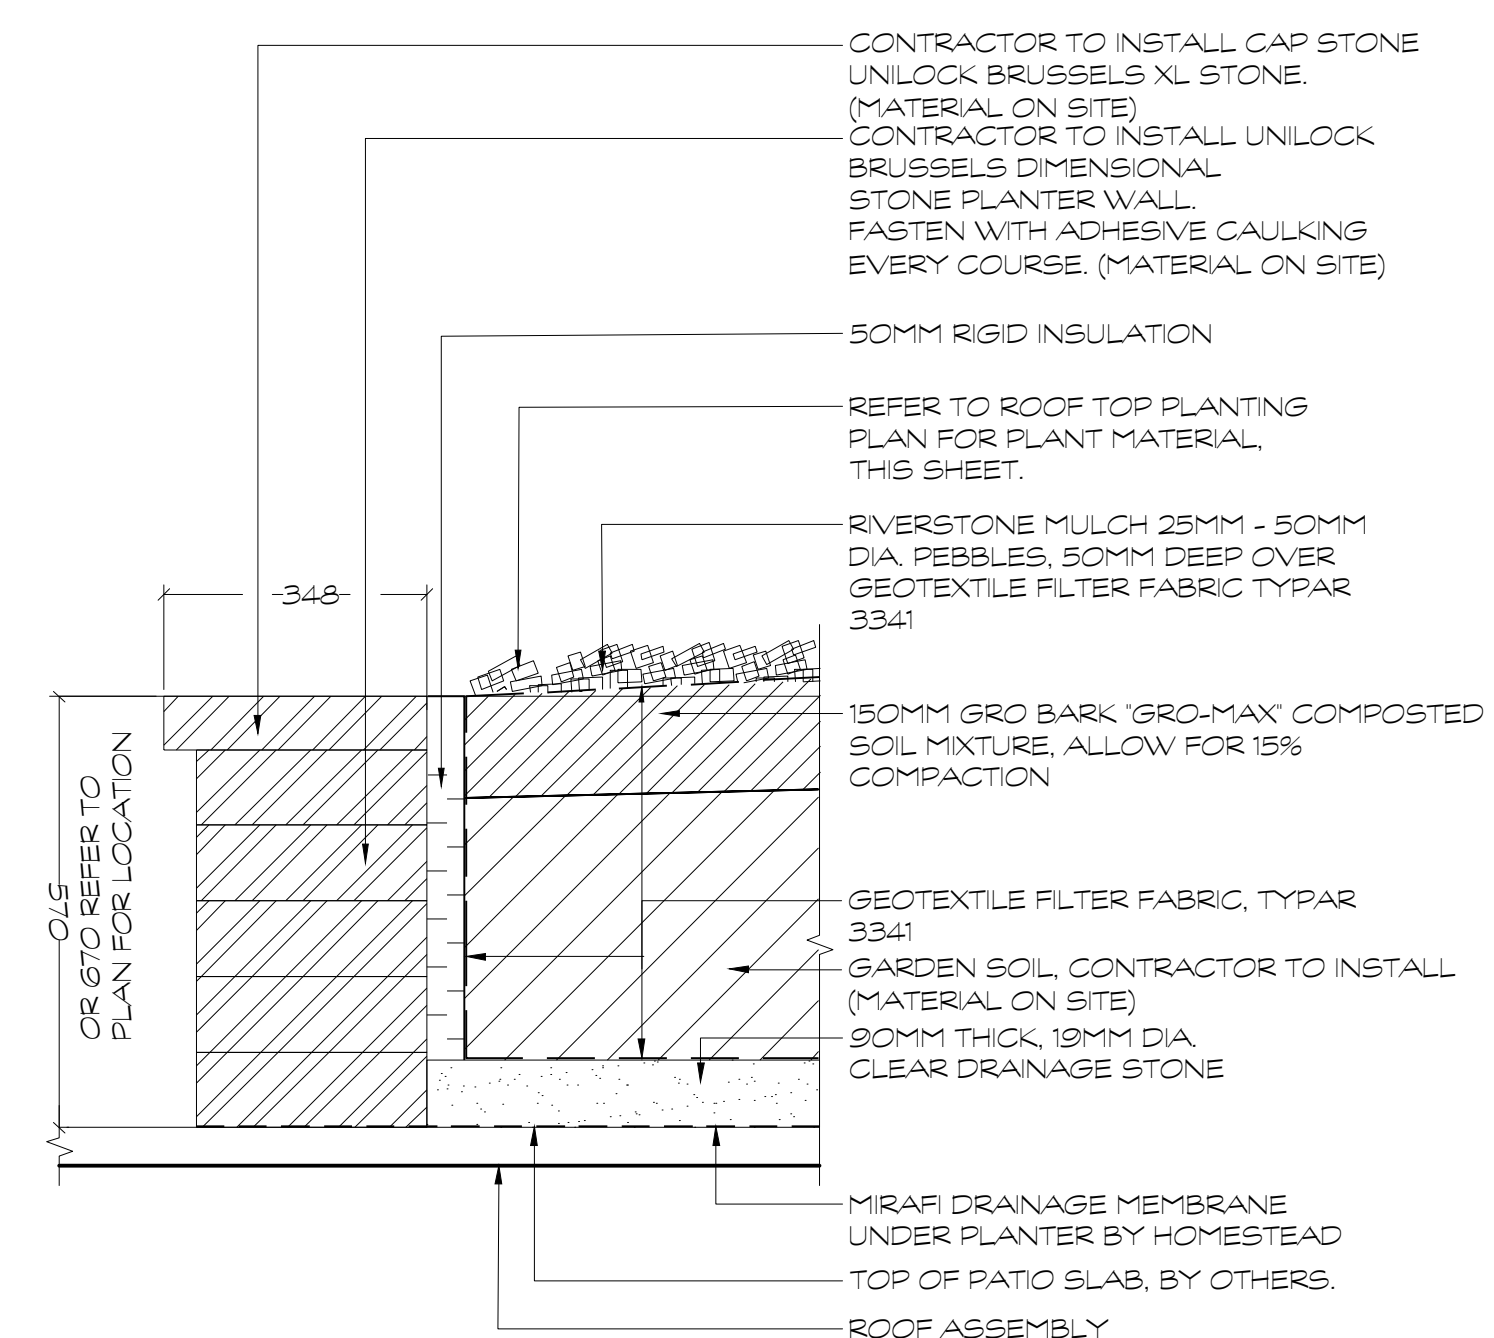 CONTRACTOR TO INSTALL CAP STONE
UNILOCK BRUSSELS XL STONE.
(MATERIAL ON SITE)
CONTRACTOR TO INSTALL UNILOCK
BRUSSELS DIMENSIONAL
STONE PLANTER WALL.
FASTEN WITH ADHESIVE CAULKING
EVERY COURSE. (MATERIAL ON SITE)
50MM RIGID INSULATION
REFER TO ROOF TOP PLANTING
PLAN FOR PLANT MATERIAL,
THIS SHEET.
RIVERSTONE MULCH 25MM - 50MM
DIA. PEBBLES, 50MM DEEP OVER
GEOTEXTILE FILTER FABRIC TYPAR
3341
348
150MM GRO BARK "GRO-MAX" COMPOSTED
SOIL MIXTURE, ALLOW FOR 15%
COMPACTION
570
OR 670 REFER TO
PLAN FOR LOCATION
GEOTEXTILE FILTER FABRIC, TYPAR
3341
GARDEN SOIL, CONTRACTOR TO INSTALL
(MATERIAL ON SITE)
90MM THICK, 19MM DIA.
CLEAR DRAINAGE STONE
MIRAFI DRAINAGE MEMBRANE
UNDER PLANTER BY HOMESTEAD
TOP OF PATIO SLAB, BY OTHERS.
ROOF ASSEMBLY